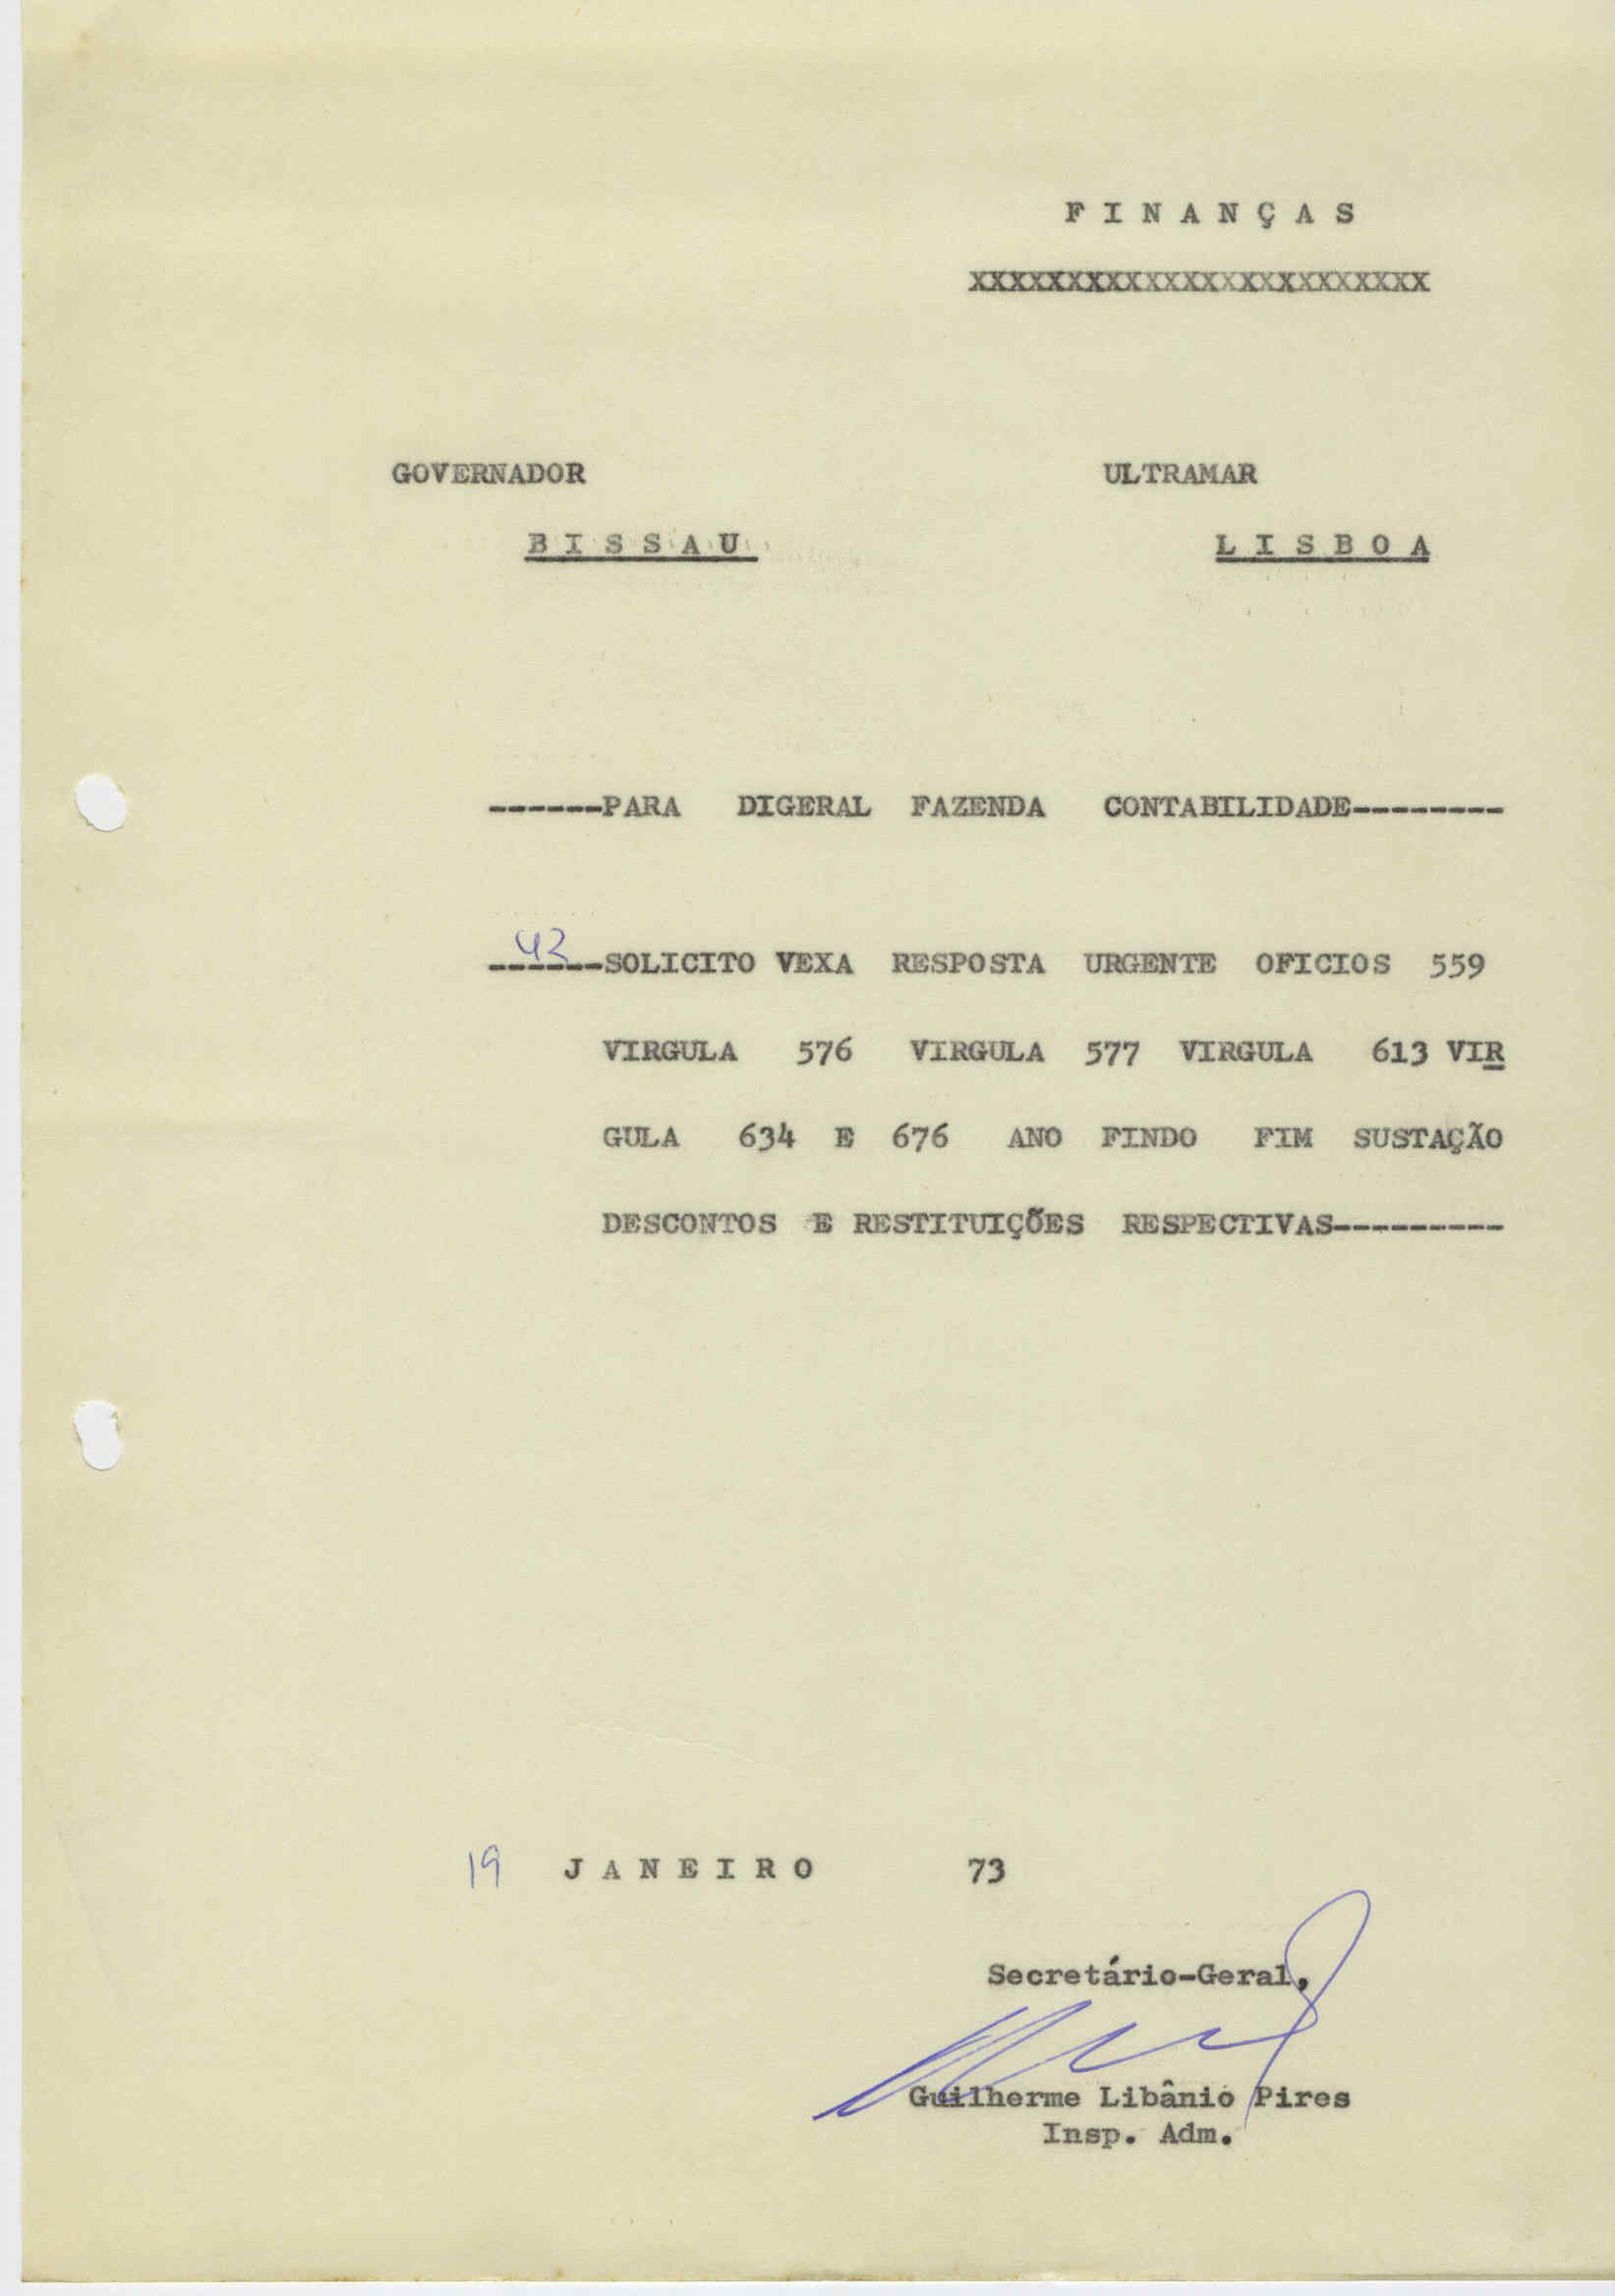 F I N A N Ç A S
XXXXXXXXXXXXXXXXXXXXXXXX
GOVERNADOR ULTRAMAR
B I S S A U L I S B O A
------PARA DIGERAL FAZENDA CONTABILIDADE--------
42
------SOLICITO VEXA RESPOSTA URGENTE OFICIOS 559
VIRGULA 576 VIRGULA 577 VIRGULA 613 VIR
GULA 634 E 676 ANO FINDO FIM SUSTAÇÃO
DESCONTOS E RESTITUIÇÕES RESPECTIVAS---------
19 J A N E I R O 73
Secretário-Geral,
Guilherme Libânio Pires
Insp. Adm.